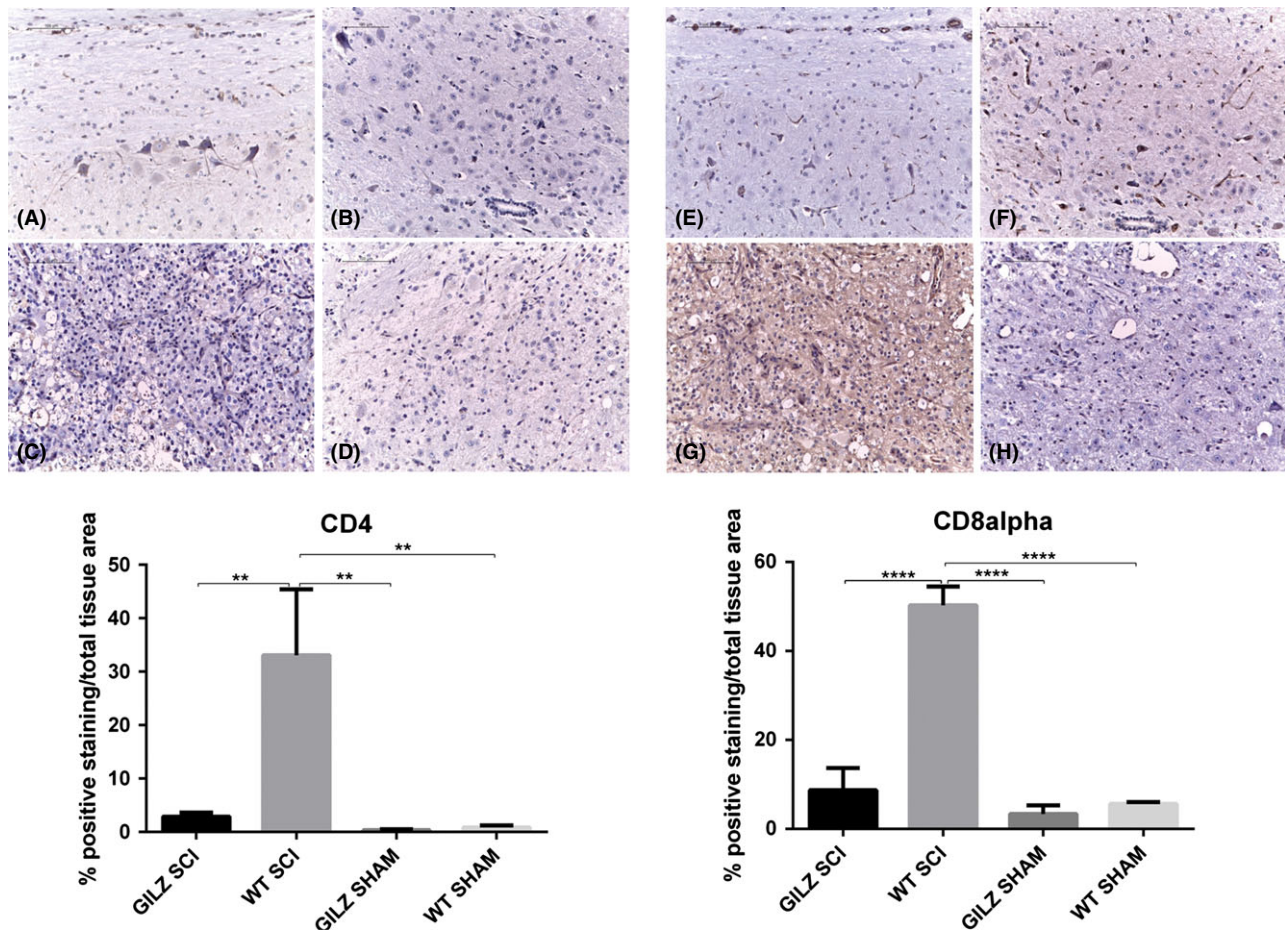 (A)
(B)
(E)
(F)
(C)
(D)
(G)
(H)
CD4
% positive staining/total tissue area
50
40
30
20
10
0
**
**
**
GILZ SCI
WT SCI
GILZ SHAM
WT SHAM
CD8alpha
% positive staining/total tissue area
60
40
20
0
****
****
****
GILZ SCI
WT SCI
GILZ SHAM
WT SHAM